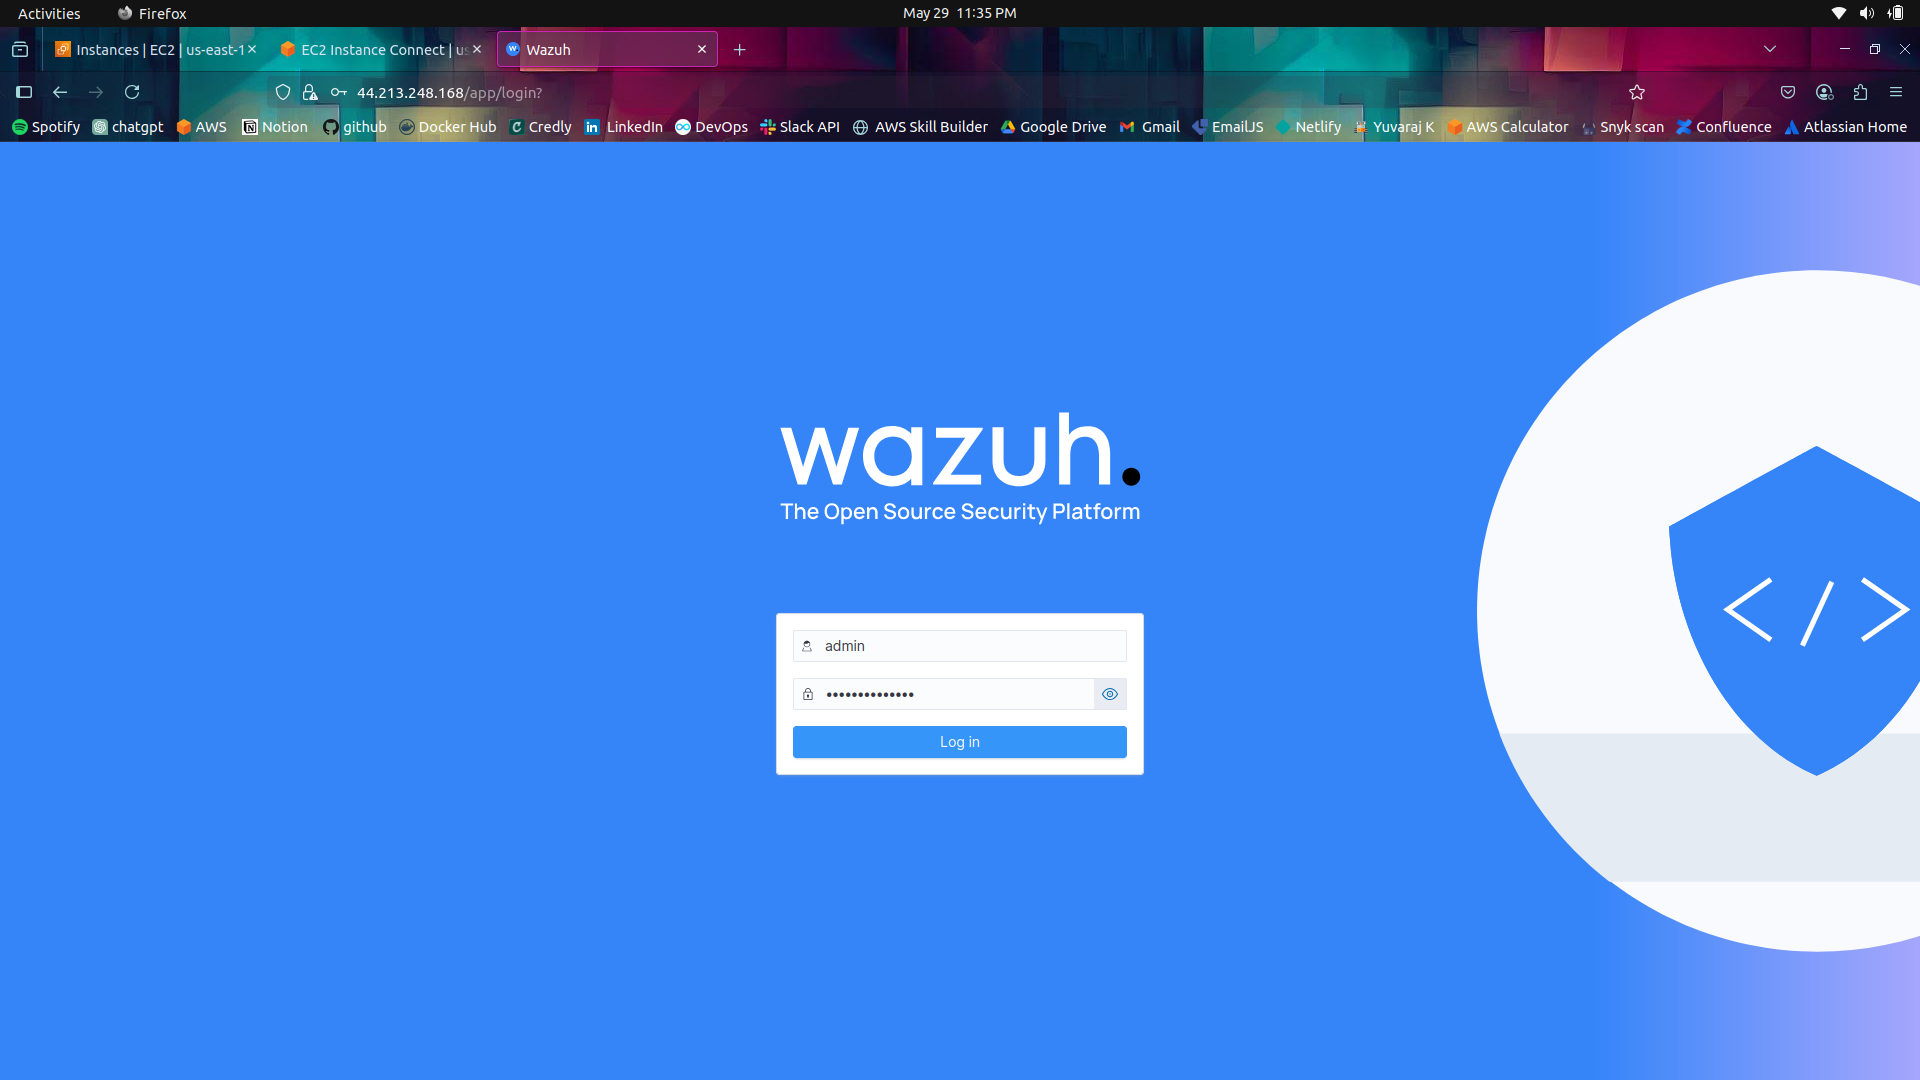 Activities Firefox May 29 11:35 PM
Instances | EC2 | us-east-1 EC2 Instance Connect | us Wazuh
44.213.248.168/app/login?
Spotify chatgpt AWS Notion github Docker Hub Credly LinkedIn DevOps Slack API AWS Skill Builder Google Drive Gmail EmailJS Netlify Yuvaraj K AWS Calculator Snyk scan Confluence Atlassian Home
wazuh.
The Open Source Security Platform
</>
admin
••••••••••••••
Log in